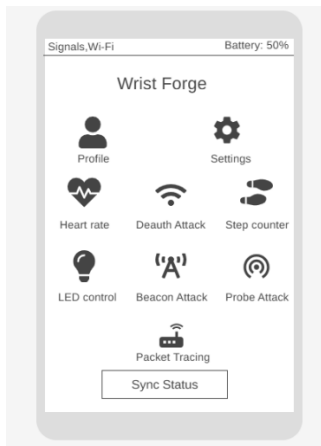 Signals,Wi-Fi Battery: 50%
Wrist Forge
Profile Settings
Heart rate Deauth Attack Step counter
LED control Beacon Attack Probe Attack
Packet Tracing
Sync Status